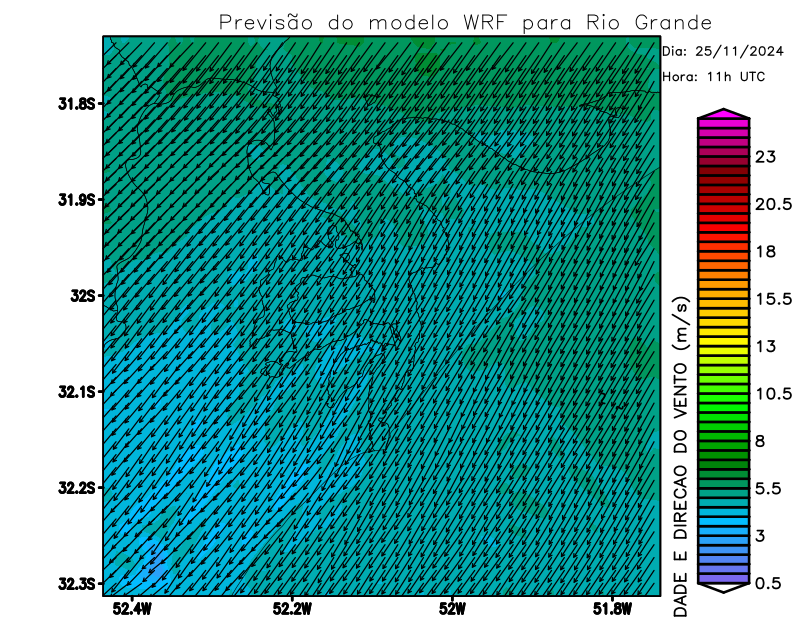 Previsão do modelo WRF para Rio Grande
Dia: 25/11/2024
Hora: 11h UTC
31.8S
31.9S
32S
32.1S
32.2S
32.3S
52.4W
52.2W
52W
51.8W
23
20.5
18
15.5
13
10.5
8
5.5
3
0.5
DADE E DIRECAO DO VENTO (m/s)